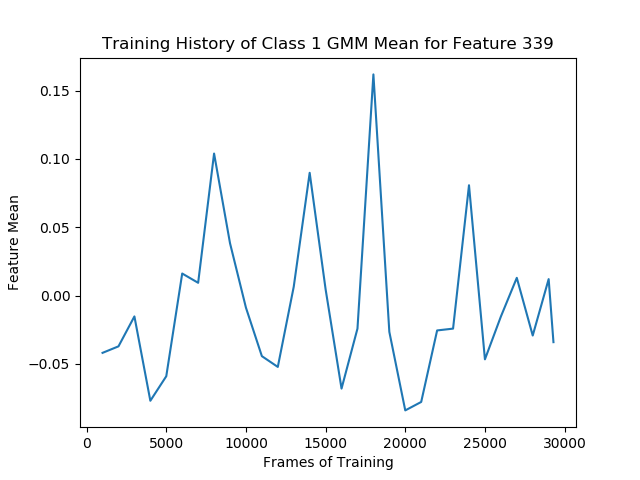 Training History of Class 1 GMM Mean for Feature 339
0.15
0.10
0.05
0.00
−0.05
Feature Mean
0 5000 10000 15000 20000 25000 30000
Frames of Training